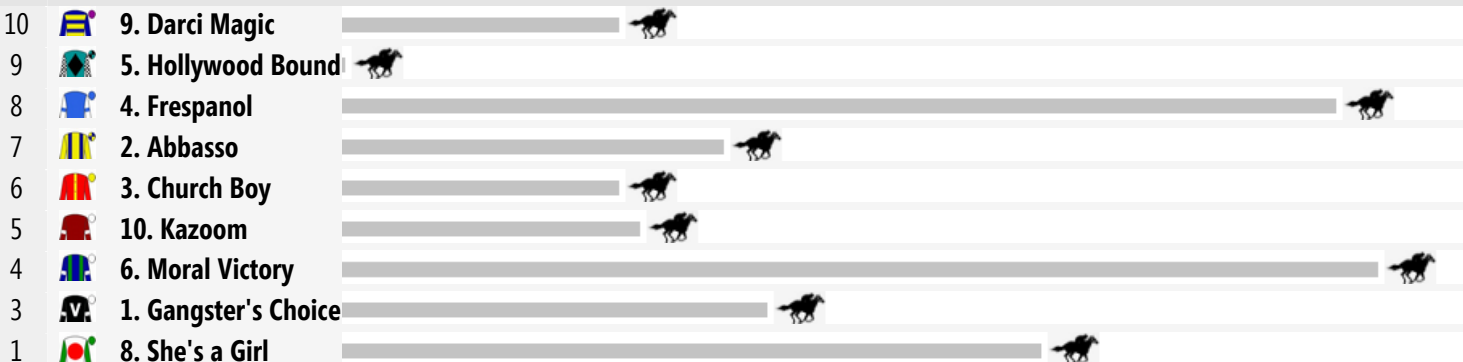 10 9. Darci Magic
9 5. Hollywood Bound
8 4. Frespanol
7 2. Abbasso
6 3. Church Boy
5 10. Kazoom
4 6. Moral Victory
3 V 1. Gangster's Choice
1 8. She's a Girl